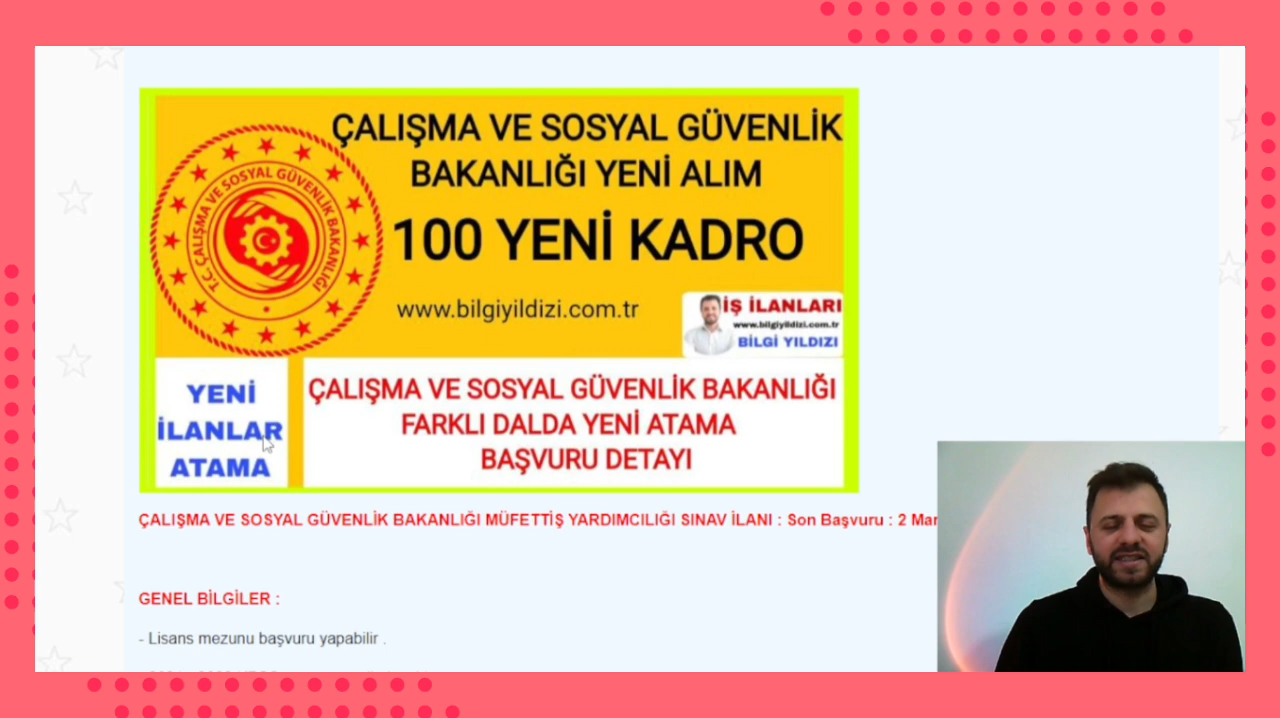 ÇALIŞMA VE SOSYAL GÜVENLİK
BAKANLIĞI YENİ ALIM
100 YENİ KADRO
www.bilgiyildizi.com.tr
T.C. ÇALIŞMA VE SOSYAL GÜVENLİK BAKANLIĞI
İŞ İLANLARI
www.bilgiyildizi.com.tr
BİLGİ YILDIZI
YENİ
İLANLAR
ATAMA
ÇALIŞMA VE SOSYAL GÜVENLİK BAKANLIĞI
FARKLI DALDA YENİ ATAMA
BAŞVURU DETAYI
ÇALIŞMA VE SOSYAL GÜVENLİK BAKANLIĞI MÜFETTİŞ YARDIMCILIĞI SINAV İLANI : Son Başvuru : 2 Mar
GENEL BİLGİLER :
- Lisans mezunu başvuru yapabilir .